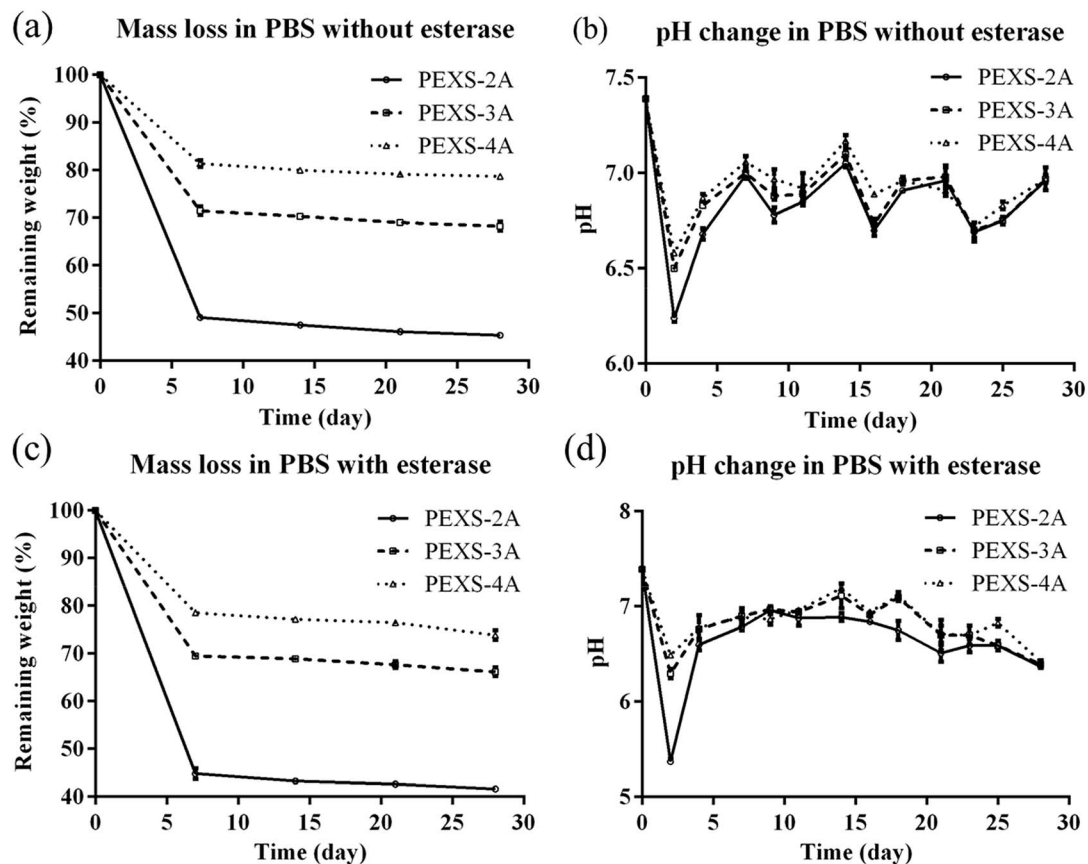 (a)
Mass loss in PBS without esterase
PEXS-2A
PEXS-3A
PEXS-4A
Remaining weight (%)
100
90
80
70
60
50
40
0
5
10
15
20
25
30
Time (day)
(b)
pH change in PBS without esterase
PEXS-2A
PEXS-3A
PEXS-4A
pH
7.5
7.0
6.5
6.0
0
5
10
15
20
25
30
Time (day)
(c)
Mass loss in PBS with esterase
PEXS-2A
PEXS-3A
PEXS-4A
Remaining weight (%)
100
90
80
70
60
50
40
0
5
10
15
20
25
30
Time (day)
(d)
pH change in PBS with esterase
PEXS-2A
PEXS-3A
PEXS-4A
pH
8
7
6
5
0
5
10
15
20
25
30
Time (day)